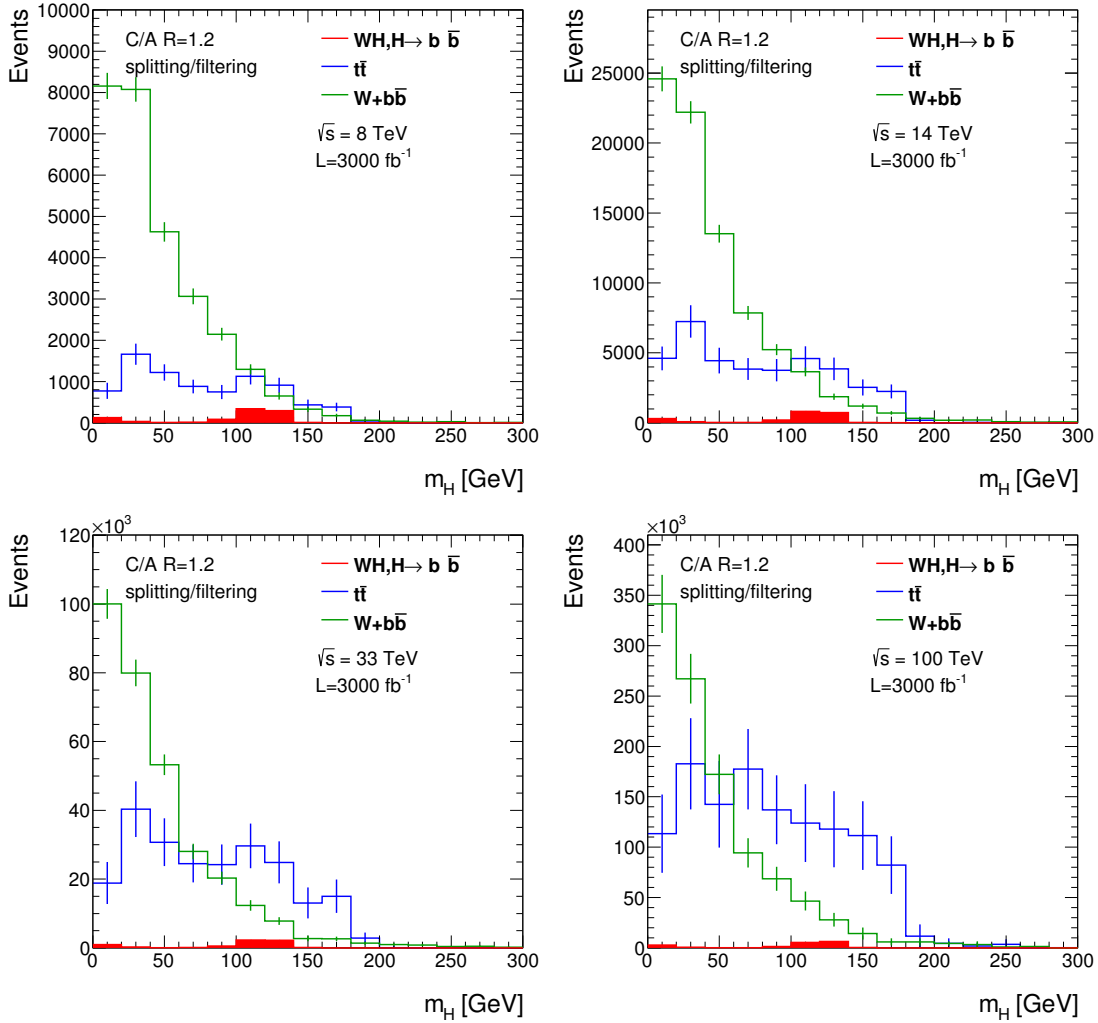 Events
10000
9000
8000
7000
6000
5000
4000
3000
2000
1000
0
C/A R=1.2
splitting/filtering
WH,H→ b b̅
tt̅
W+bb̅
√s = 8 TeV
L=3000 fb⁻¹
0 50 100 150 200 250 300
m_H [GeV]
Events
25000
20000
15000
10000
5000
0
C/A R=1.2
splitting/filtering
WH,H→ b b̅
tt̅
W+bb̅
√s = 14 TeV
L=3000 fb⁻¹
0 50 100 150 200 250 300
m_H [GeV]
×10³
Events
120
100
80
60
40
20
0
C/A R=1.2
splitting/filtering
WH,H→ b b̅
tt̅
W+bb̅
√s = 33 TeV
L=3000 fb⁻¹
0 50 100 150 200 250 300
m_H [GeV]
×10³
Events
400
350
300
250
200
150
100
50
0
C/A R=1.2
splitting/filtering
WH,H→ b b̅
tt̅
W+bb̅
√s = 100 TeV
L=3000 fb⁻¹
0 50 100 150 200 250 300
m_H [GeV]